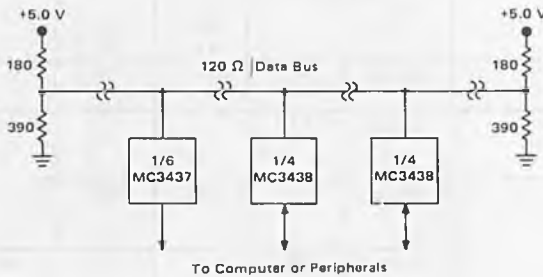 +5.0 V
+5.0 V
180
180
120 Ω Data Bus
390
390
1/6
MC3437
1/4
MC3438
1/4
MC3438
To Computer or Peripherals